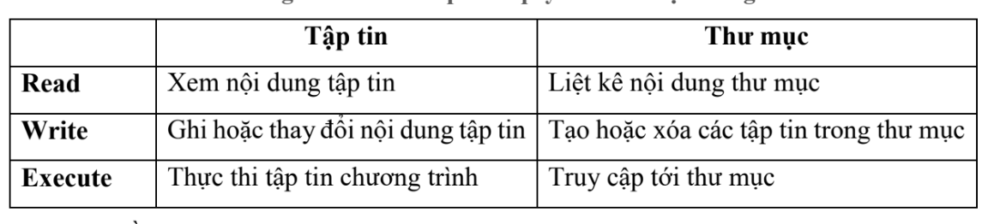 Tập tin Thư mục
Read Xem nội dung tập tin Liệt kê nội dung thư mục
Write Ghi hoặc thay đổi nội dung tập tin Tạo hoặc xóa các tập tin trong thư mục
Execute Thực thi tập tin chương trình Truy cập tới thư mục